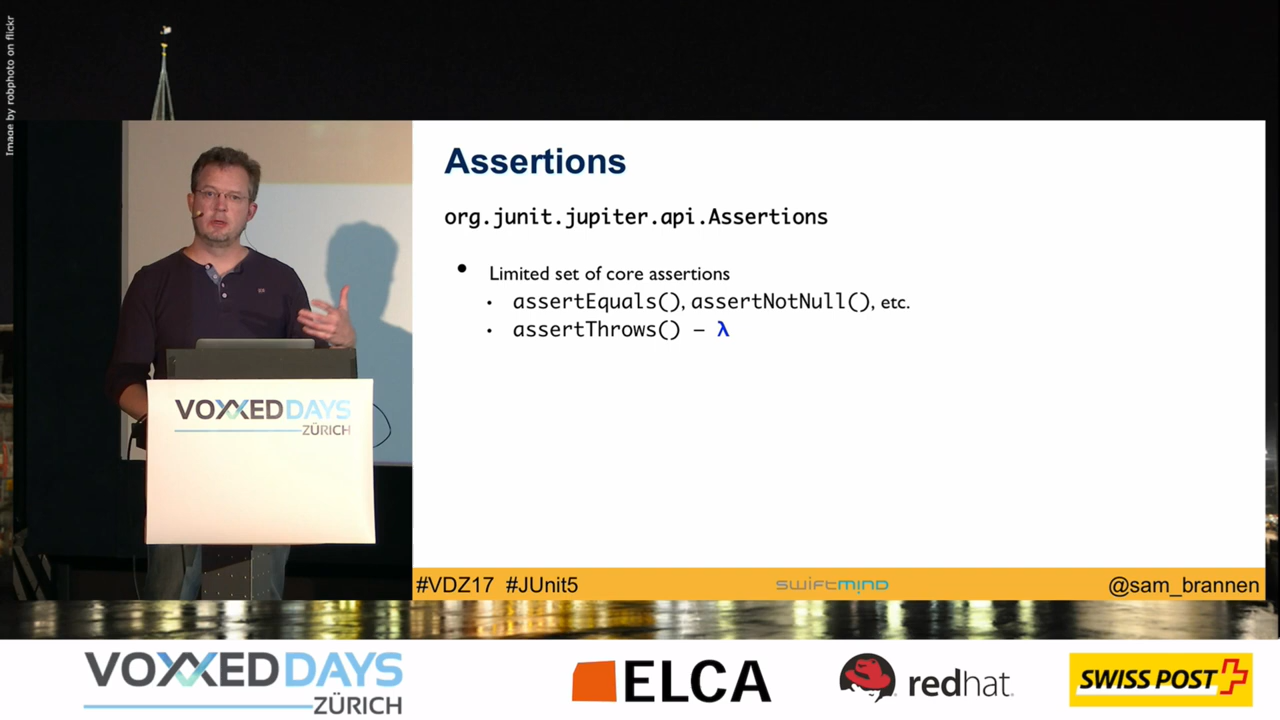 Image by robphoto on flickr
Assertions
org.junit.jupiter.api.Assertions
• Limited set of core assertions
• assertEquals(), assertNotNull(), etc.
• assertThrows() – λ
VOXXED DAYS
ZÜRICH
#VDZ17 #JUnit5
swiftmind
@sam_brannen
VOXXED DAYS
ZÜRICH
ELCA
redhat.
SWISS POST